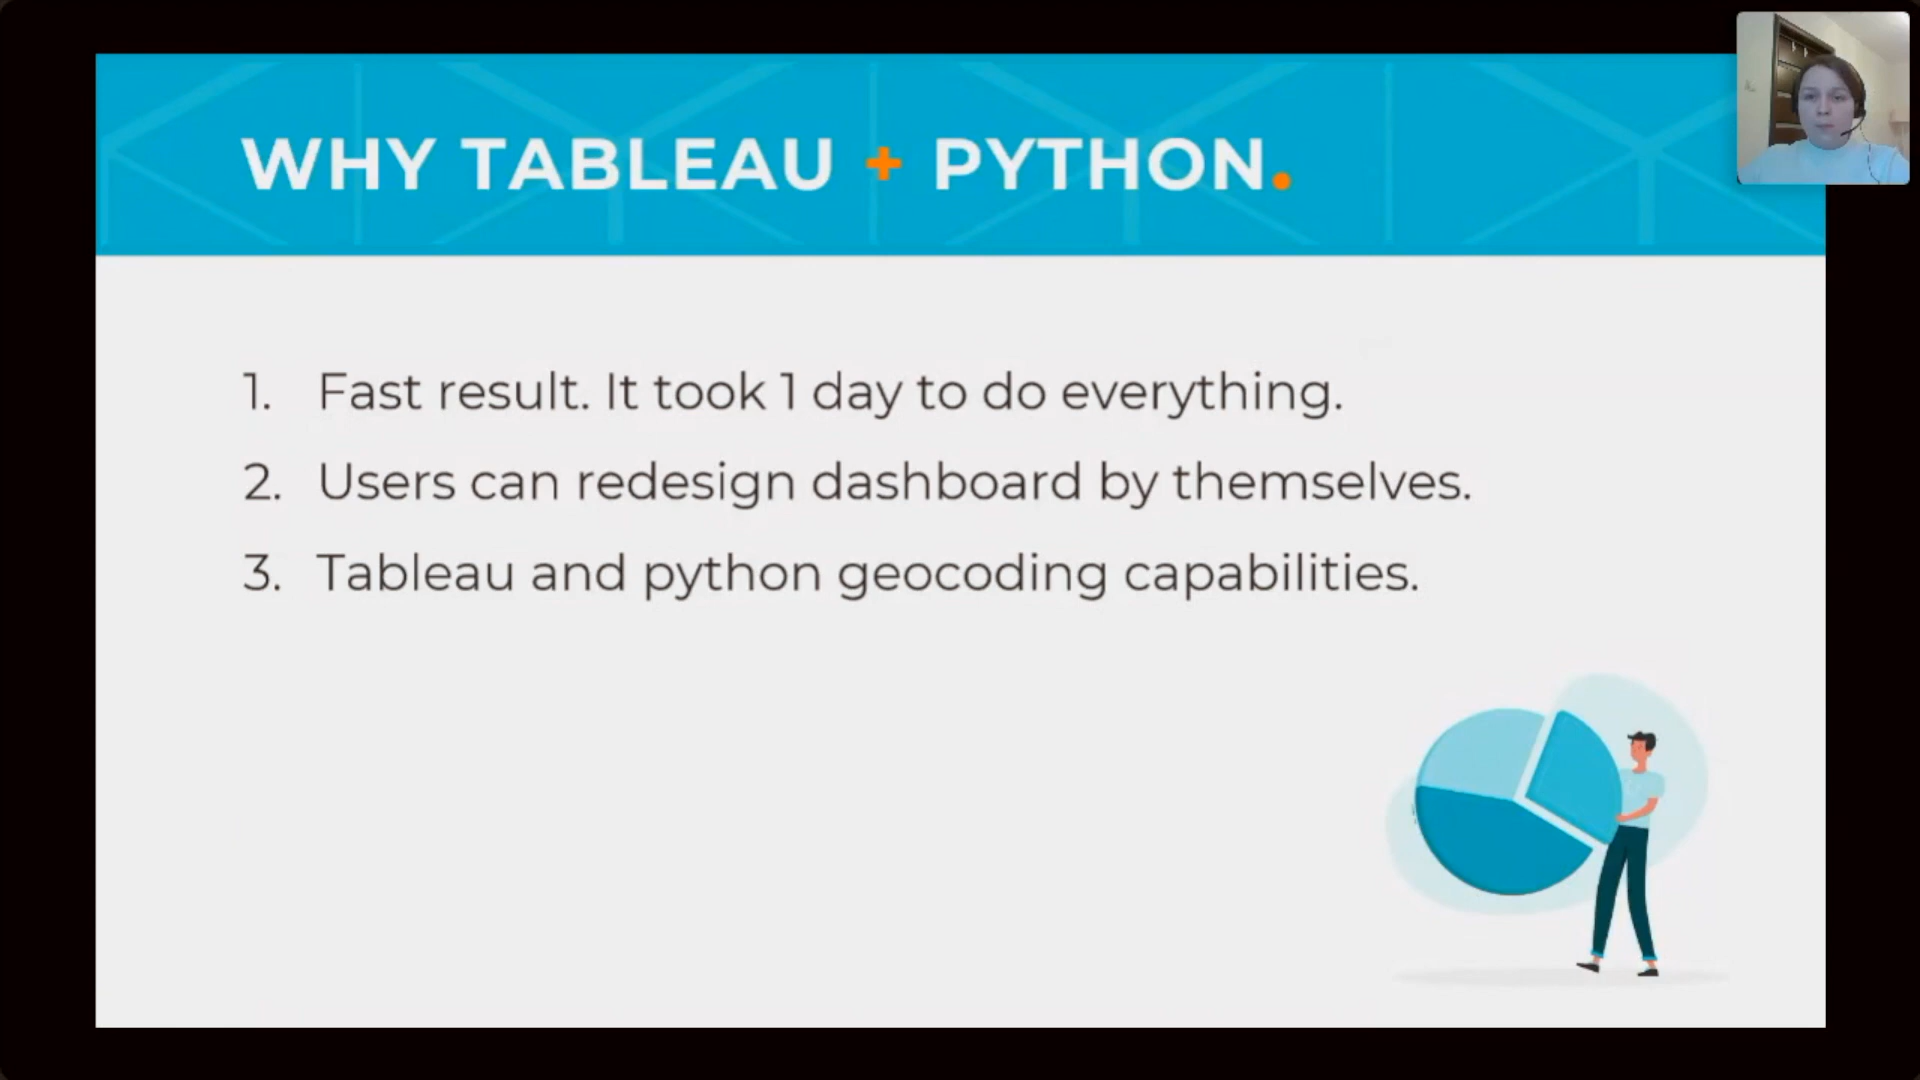 WHY TABLEAU + PYTHON.
1. Fast result. It took 1 day to do everything.
2. Users can redesign dashboard by themselves.
3. Tableau and python geocoding capabilities.